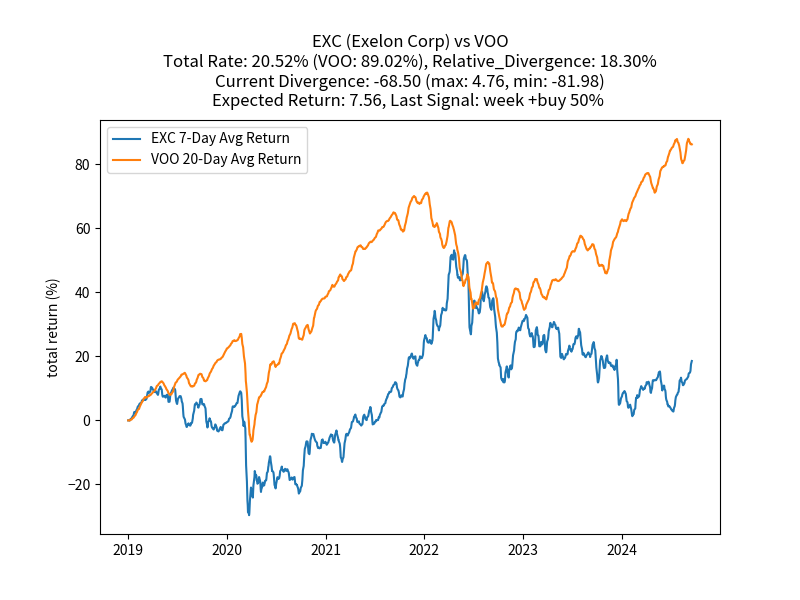 EXC (Exelon Corp) vs VOO
Total Rate: 20.52% (VOO: 89.02%), Relative_Divergence: 18.30%
Current Divergence: -68.50 (max: 4.76, min: -81.98)
Expected Return: 7.56, Last Signal: week +buy 50%
EXC 7-Day Avg Return
VOO 20-Day Avg Return
total return (%)
80
60
40
20
0
−20
2019 2020 2021 2022 2023 2024